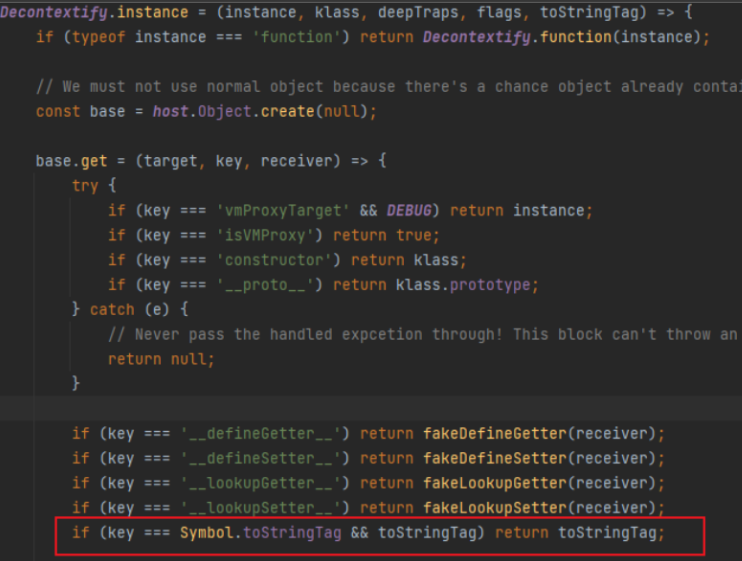 Decontextify.instance = (instance, klass, deepTraps, flags, toStringTag) => {
if (typeof instance === 'function') return Decontextify.function(instance);
// We must not use normal object because there's a chance object already contai
const base = host.Object.create(null);
base.get = (target, key, receiver) => {
try {
if (key === 'vmProxyTarget' && DEBUG) return instance;
if (key === 'isVMProxy') return true;
if (key === 'constructor') return klass;
if (key === '__proto__') return klass.prototype;
} catch (e) {
// Never pass the handled expcetion through! This block can't throw an
return null;
}
if (key === '__defineGetter__') return fakeDefineGetter(receiver);
if (key === '__defineSetter__') return fakeDefineSetter(receiver);
if (key === '__lookupGetter__') return fakeLookupGetter(receiver);
if (key === '__lookupSetter__') return fakeLookupSetter(receiver);
if (key === Symbol.toStringTag && toStringTag) return toStringTag;